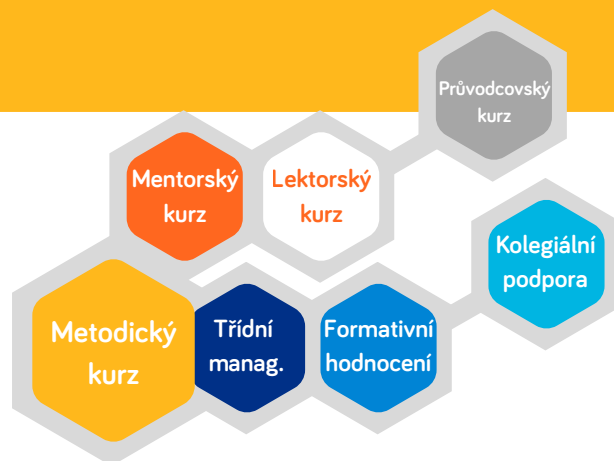 Průvodcovský
kurz
Mentorský
kurz
Lektorský
kurz
Kolegiální
podpora
Metodický
kurz
Třídní
manag.
Formativní
hodnocení